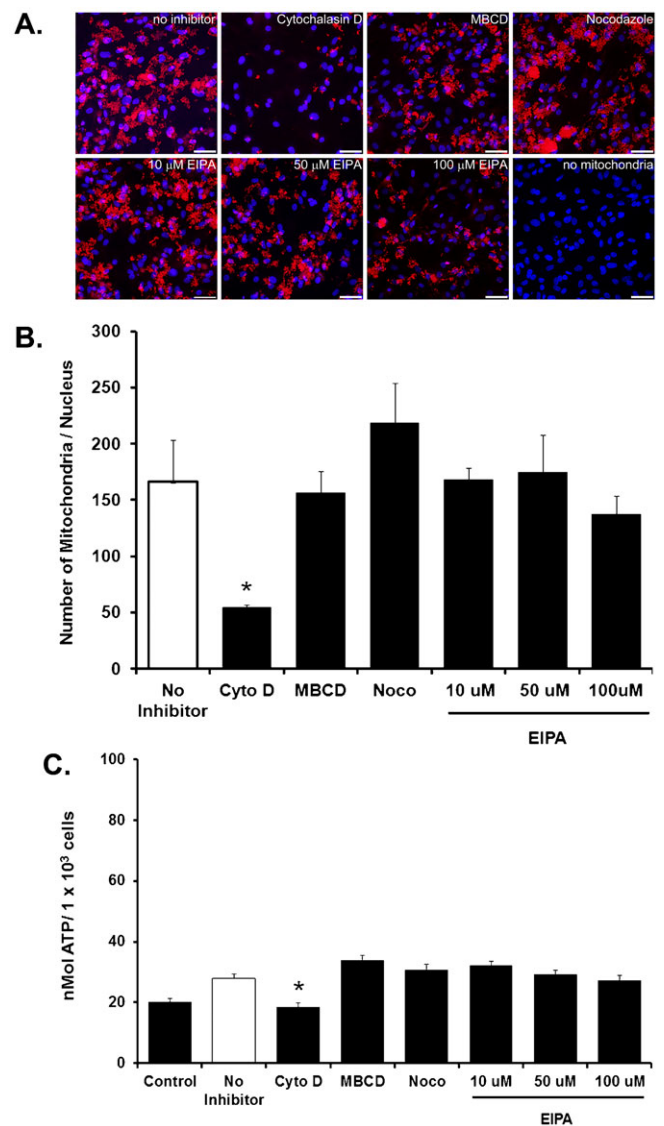 A.
no inhibitor Cytochalasin D MBCD Nocodazole
10 μM EIPA 50 μM EIPA 100 μM EIPA no mitochondria
B.
Number of Mitochondria / Nucleus
300
250
200
150
100
50
0
*
No Inhibitor Cyto D MBCD Noco 10 uM 50 uM 100uM
EIPA
C.
nMol ATP/ 1 x 10³ cells
100
80
60
40
20
0
*
Control No Inhibitor Cyto D MBCD Noco 10 uM 50 uM 100 uM
EIPA